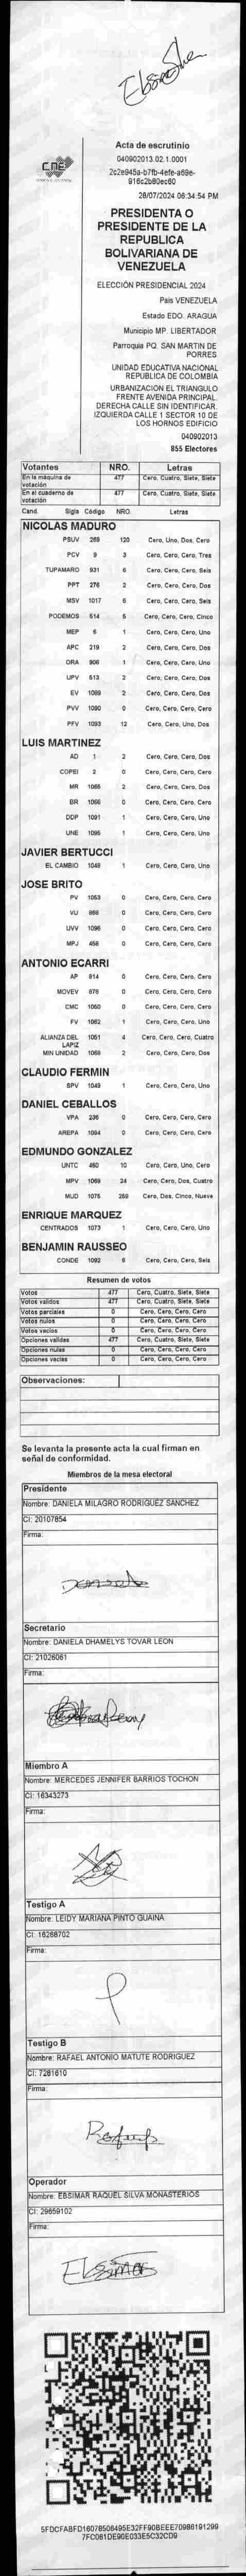 Ebsimar
CNE
Acta de escrutinio
040902013.02.1.0001
28/07/2024 06:34:54 PM
PRESIDENTA O
PRESIDENTE DE LA
REPUBLICA
BOLIVARIANA DE
VENEZUELA
ELECCIÓN PRESIDENCIAL 2024
País VENEZUELA
Estado EDO. ARAGUA
Municipio MP. LIBERTADOR
Parroquia PQ. SAN MARTIN DE
PORRES
UNIDAD EDUCATIVA NACIONAL
REPUBLICA DE COLOMBIA
URBANIZACION EL TRIANGULO
FRENTE AVENIDA PRINCIPAL.
DERECHA CALLE SIN IDENTIFICAR.
IZQUIERDA CALLE 1 SECTOR 10 DE
LOS HORNOS EDIFICIO
040902013
855 Electores
Votantes NRO. Letras
En la maquina de votación 477 Cero, Cuatro, Siete, Siete
En el cuaderno de votación 477 Cero, Cuatro, Siete, Siete
Cand. Sigla Código NRO. Letras
NICOLAS MADURO
PSUV 269 120 Cero, Uno, Dos, Cero
PCV 9 3 Cero, Cero, Cero, Tres
TUPAMARO 931 6 Cero, Cero, Cero, Seis
PPT 276 2 Cero, Cero, Cero, Dos
MSV 1017 6 Cero, Cero, Cero, Seis
PODEMOS 514 5 Cero, Cero, Cero, Cinco
MEP 6 1 Cero, Cero, Cero, Uno
APC 219 2 Cero, Cero, Cero, Dos
ORA 906 1 Cero, Cero, Cero, Uno
UPV 513 2 Cero, Cero, Cero, Dos
EV 1089 2 Cero, Cero, Cero, Dos
PVV 1090 0 Cero, Cero, Cero, Cero
PFV 1093 12 Cero, Cero, Uno, Dos
LUIS MARTINEZ
AD 1 2 Cero, Cero, Cero, Dos
COPEI 2 0 Cero, Cero, Cero, Cero
MR 1065 2 Cero, Cero, Cero, Dos
BR 1066 0 Cero, Cero, Cero, Cero
DDP 1091 1 Cero, Cero, Cero, Uno
UNE 1095 1 Cero, Cero, Cero, Uno
JAVIER BERTUCCI
EL CAMBIO 1048 1 Cero, Cero, Cero, Uno
JOSE BRITO
PV 1053 0 Cero, Cero, Cero, Cero
VU 868 0 Cero, Cero, Cero, Cero
UVV 1096 0 Cero, Cero, Cero, Cero
MPJ 458 0 Cero, Cero, Cero, Cero
ANTONIO ECARRI
AP 814 0 Cero, Cero, Cero, Cero
MOVEV 878 0 Cero, Cero, Cero, Cero
CMC 1060 0 Cero, Cero, Cero, Cero
FV 1062 1 Cero, Cero, Cero, Uno
ALIANZA DEL LAPIZ 1051 4 Cero, Cero, Cero, Cuatro
MIN UNIDAD 1068 2 Cero, Cero, Cero, Dos
CLAUDIO FERMIN
SPV 1049 1 Cero, Cero, Cero, Uno
DANIEL CEBALLOS
VPA 236 0 Cero, Cero, Cero, Cero
AREPA 1094 0 Cero, Cero, Cero, Cero
EDMUNDO GONZALEZ
UNTC 460 10 Cero, Cero, Uno, Cero
MPV 1069 24 Cero, Cero, Dos, Cuatro
MUD 1075 259 Cero, Dos, Cinco, Nueve
ENRIQUE MARQUEZ
CENTRADOS 1073 1 Cero, Cero, Cero, Uno
BENJAMIN RAUSSEO
CONDE 1092 6 Cero, Cero, Cero, Seis
Resumen de votos
Votos 477 Cero, Cuatro, Siete, Siete
Votos validos 477 Cero, Cuatro, Siete, Siete
Votos parciales 0 Cero, Cero, Cero, Cero
Votos nulos 0 Cero, Cero, Cero, Cero
Votos vacios 0 Cero, Cero, Cero, Cero
Opciones validas 477 Cero, Cuatro, Siete, Siete
Opciones nulas 0 Cero, Cero, Cero, Cero
Opciones vacias 0 Cero, Cero, Cero, Cero
Observaciones:
Se levanta la presente acta la cual firman en
señal de conformidad.
Miembros de la mesa electoral
Presidente
Nombre: DANIELA MILAGRO RODRIGUEZ SANCHEZ
CI: 20107854
Firma:
Secretario
Nombre: DANIELA DHAMELYS TOVAR LEON
CI: 21026061
Firma:
Miembro A
Nombre: MERCEDES JENNIFER BARRIOS TOCHON
CI: 16343273
Firma:
Testigo A
Nombre: LEIDY MARIANA PINTO GUAINA
CI: 16268702
Firma:
Testigo B
Nombre: RAFAEL ANTONIO MATUTE RODRIGUEZ
CI: 7281610
Firma:
Operador
Nombre: EBSIMAR RAQUEL SILVA MONASTERIOS
CI: 29659102
Firma:
Ebsimar